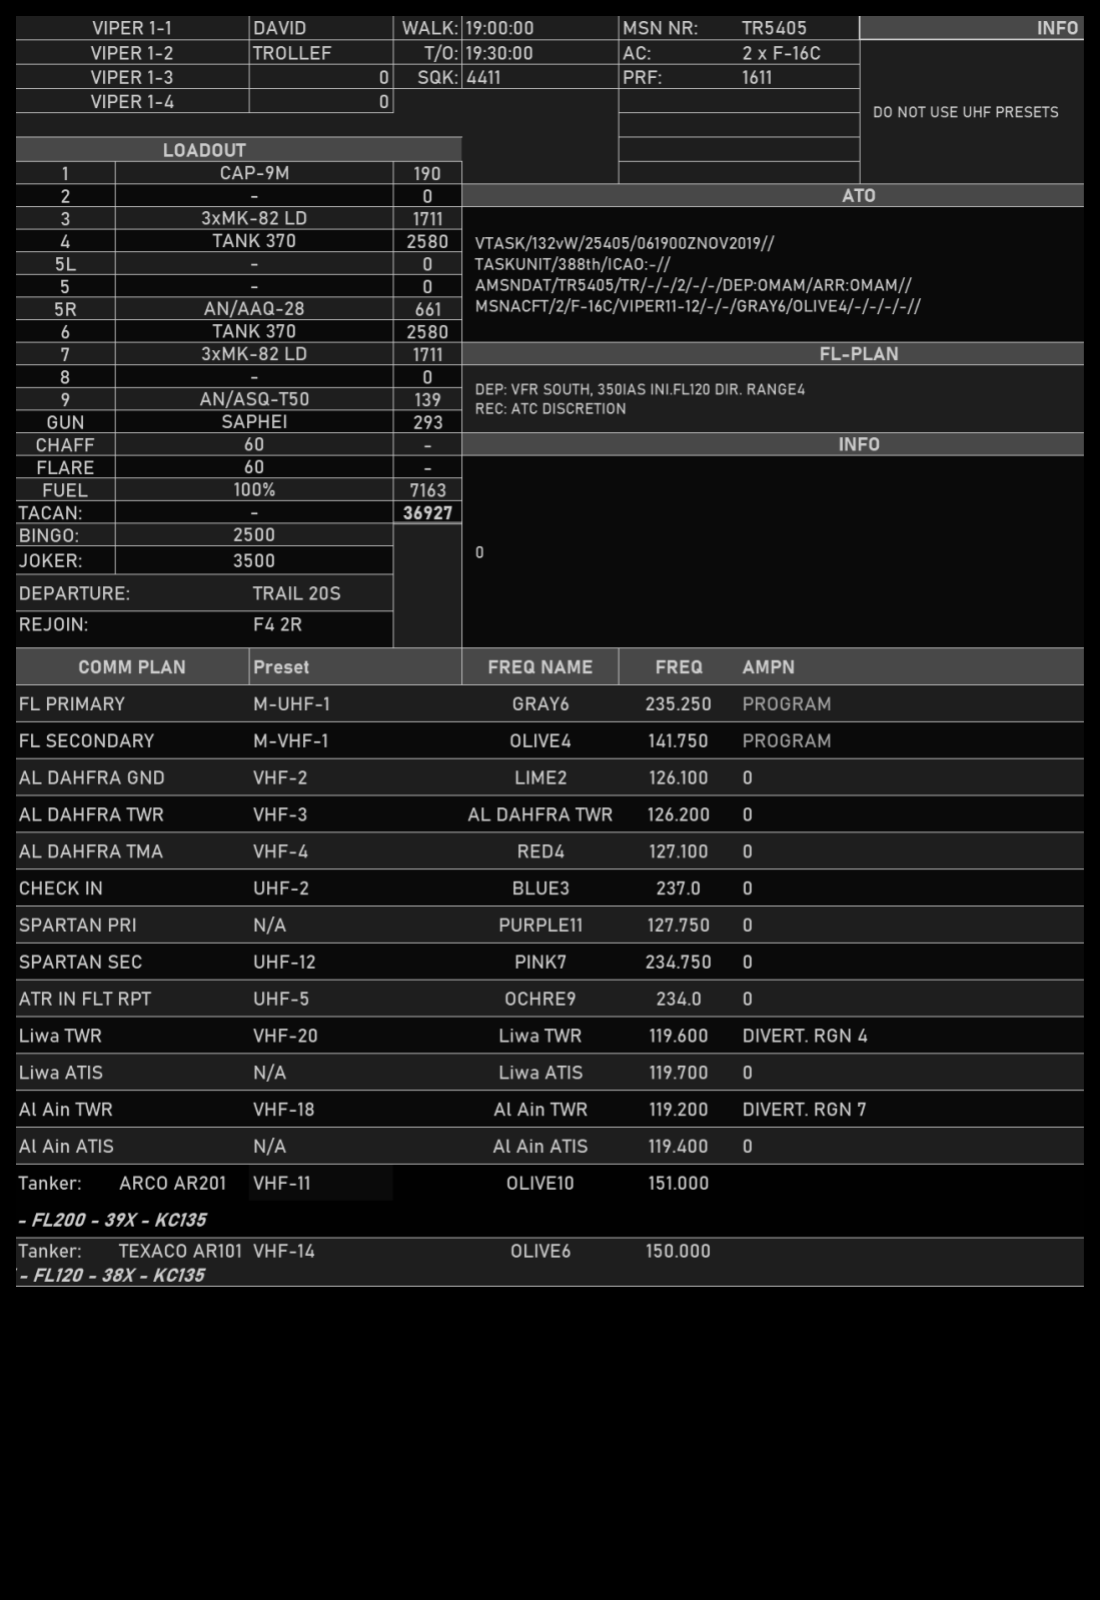 VIPER 1-1 DAVID WALK: 19:00:00 MSN NR: TR5405 INFO
VIPER 1-2 TROLLEF T/O: 19:30:00 AC: 2 x F-16C
VIPER 1-3 0 SQK: 4411 PRF: 1611
VIPER 1-4 0
DO NOT USE UHF PRESETS
LOADOUT
1 CAP-9M 190
2 - 0
3 3xMK-82 LD 1711
4 TANK 370 2580
5L - 0
5 - 0
5R AN/AAQ-28 661
6 TANK 370 2580
7 3xMK-82 LD 1711
8 - 0
9 AN/ASQ-T50 139
GUN SAPHEI 293
CHAFF 60 -
FLARE 60 -
FUEL 100% 7163
TACAN: - 36927
BINGO: 2500
JOKER: 3500
DEPARTURE: TRAIL 20S
REJOIN: F4 2R
ATO
VTASK/132vW/25405/061900ZNOV2019//
TASKUNIT/388th/ICAO:-//
AMSNDAT/TR5405/TR/-/-/2/-/-/DEP:OMAM/ARR:OMAM//
MSNACFT/2/F-16C/VIPER11-12/-/-/GRAY6/OLIVE4/-/-/-/-//
FL-PLAN
DEP: VFR SOUTH, 350IAS INI.FL120 DIR. RANGE4
REC: ATC DISCRETION
INFO
0
COMM PLAN Preset FREQ NAME FREQ AMPN
FL PRIMARY M-UHF-1 GRAY6 235.250 PROGRAM
FL SECONDARY M-VHF-1 OLIVE4 141.750 PROGRAM
AL DAHFRA GND VHF-2 LIME2 126.100 0
AL DAHFRA TWR VHF-3 AL DAHFRA TWR 126.200 0
AL DAHFRA TMA VHF-4 RED4 127.100 0
CHECK IN UHF-2 BLUE3 237.0 0
SPARTAN PRI N/A PURPLE11 127.750 0
SPARTAN SEC UHF-12 PINK7 234.750 0
ATR IN FLT RPT UHF-5 OCHRE9 234.0 0
Liwa TWR VHF-20 Liwa TWR 119.600 DIVERT. RGN 4
Liwa ATIS N/A Liwa ATIS 119.700 0
Al Ain TWR VHF-18 Al Ain TWR 119.200 DIVERT. RGN 7
Al Ain ATIS N/A Al Ain ATIS 119.400 0
Tanker: ARCO AR201 VHF-11 OLIVE10 151.000
- FL200 - 39X - KC135
Tanker: TEXACO AR101 VHF-14 OLIVE6 150.000
- FL120 - 38X - KC135